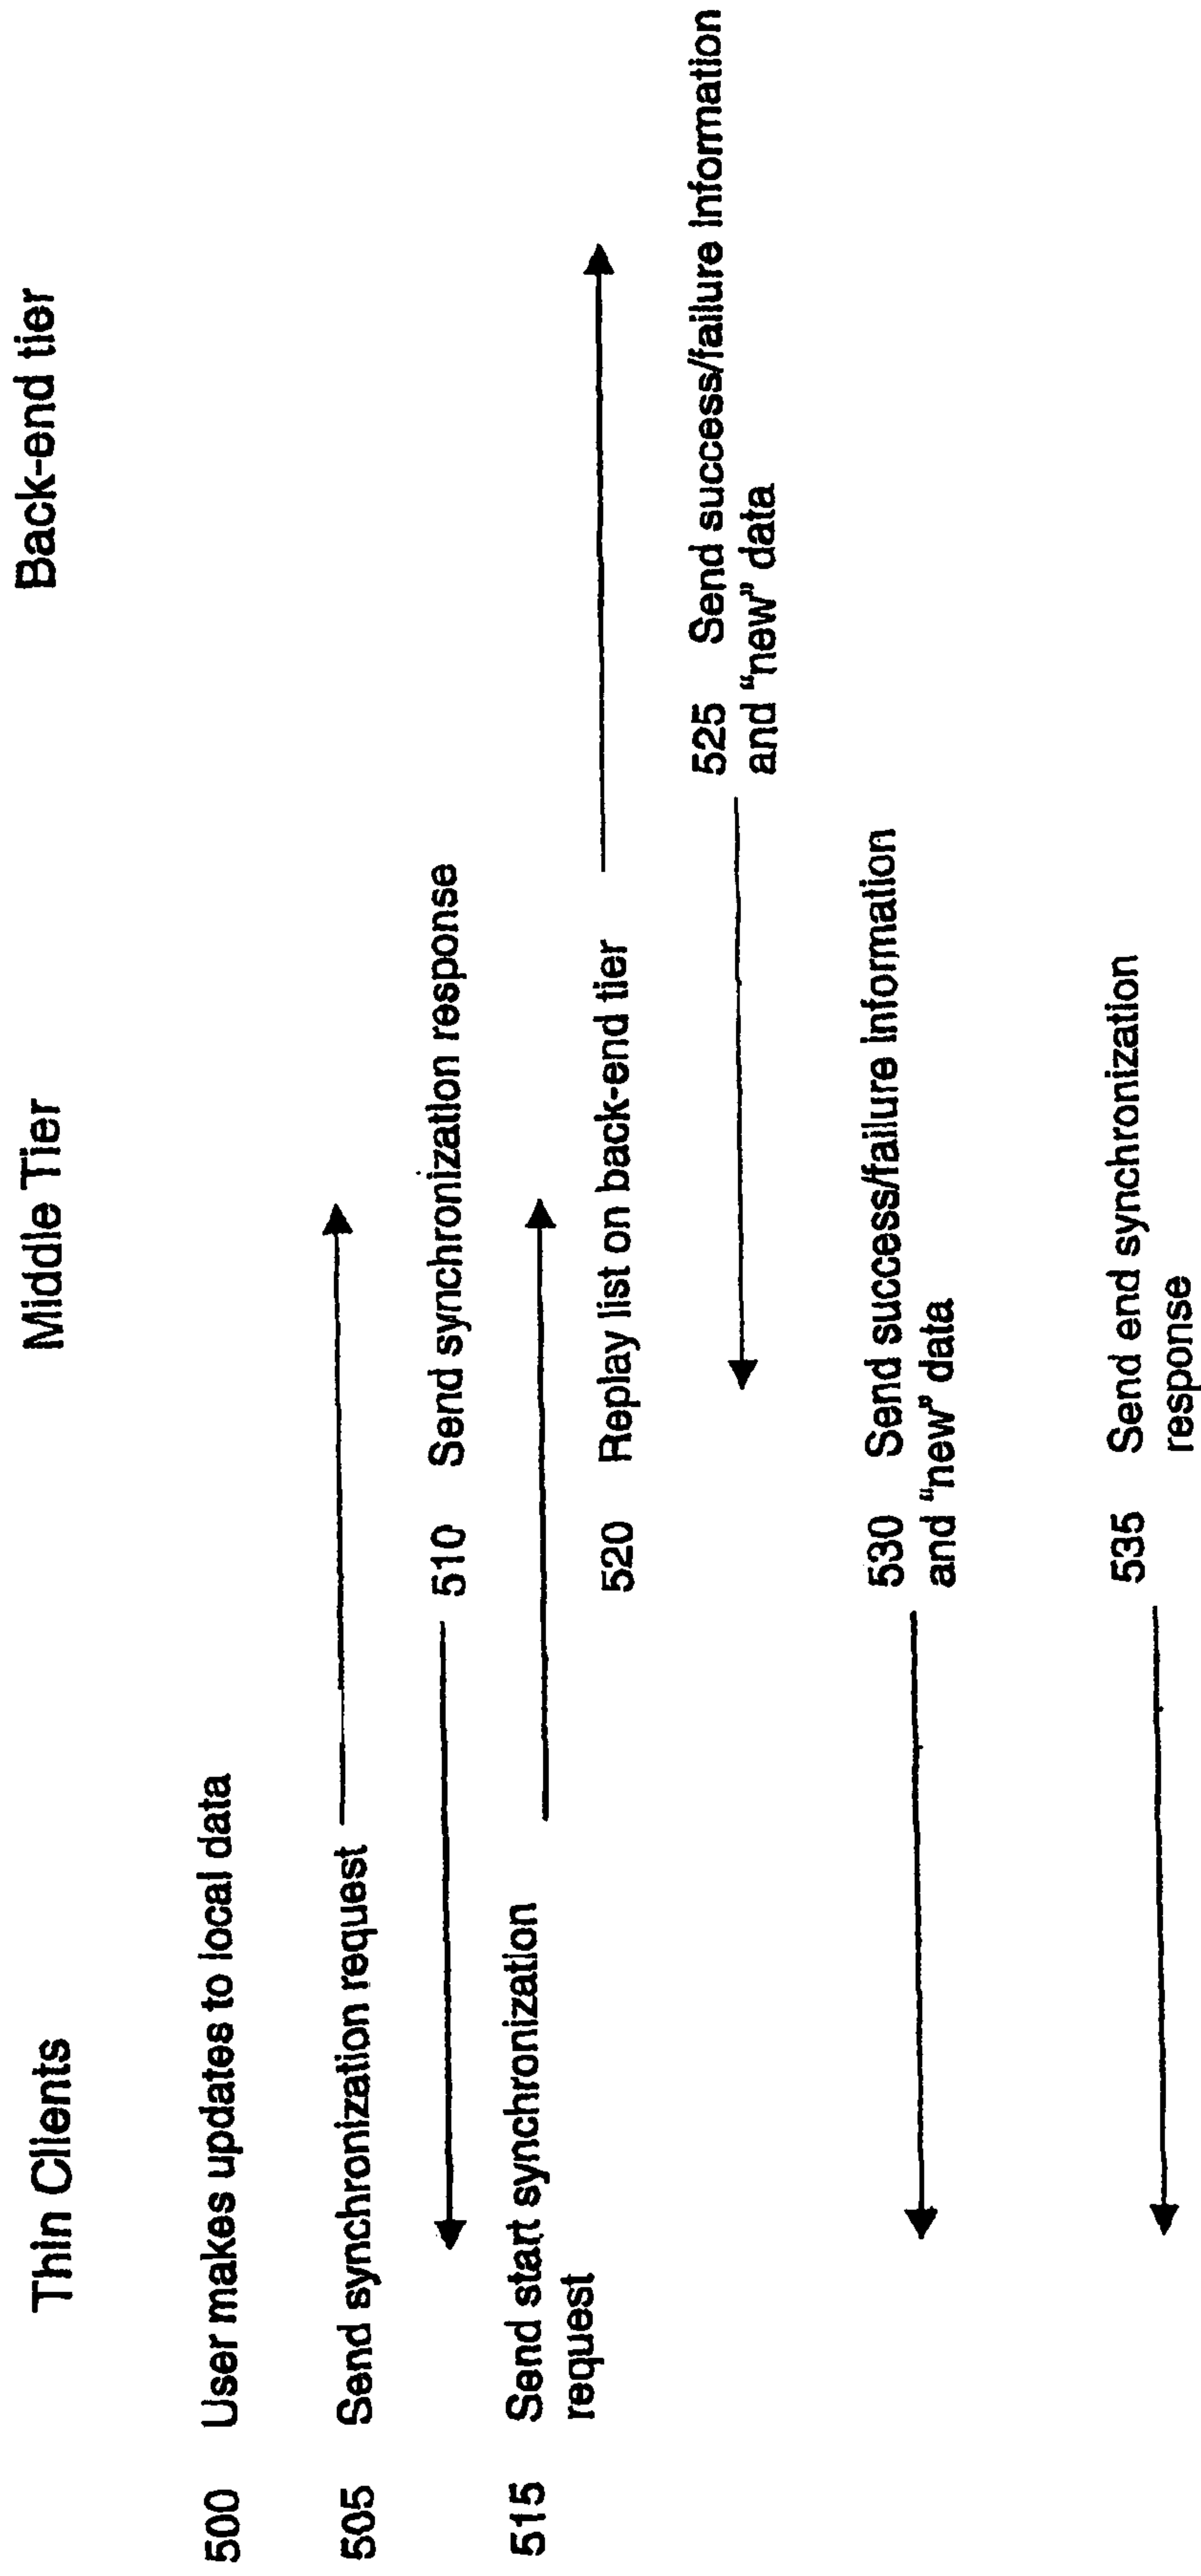 Thin Clients
Middle Tier
Back-end tier
500 User makes updates to local data
505 Send synchronization request
510 Send synchronization response
515 Send start synchronization
request
520 Replay list on back-end tier
525 Send success/failure information
and “new” data
530 Send success/failure information
and “new” data
535 Send end synchronization
response